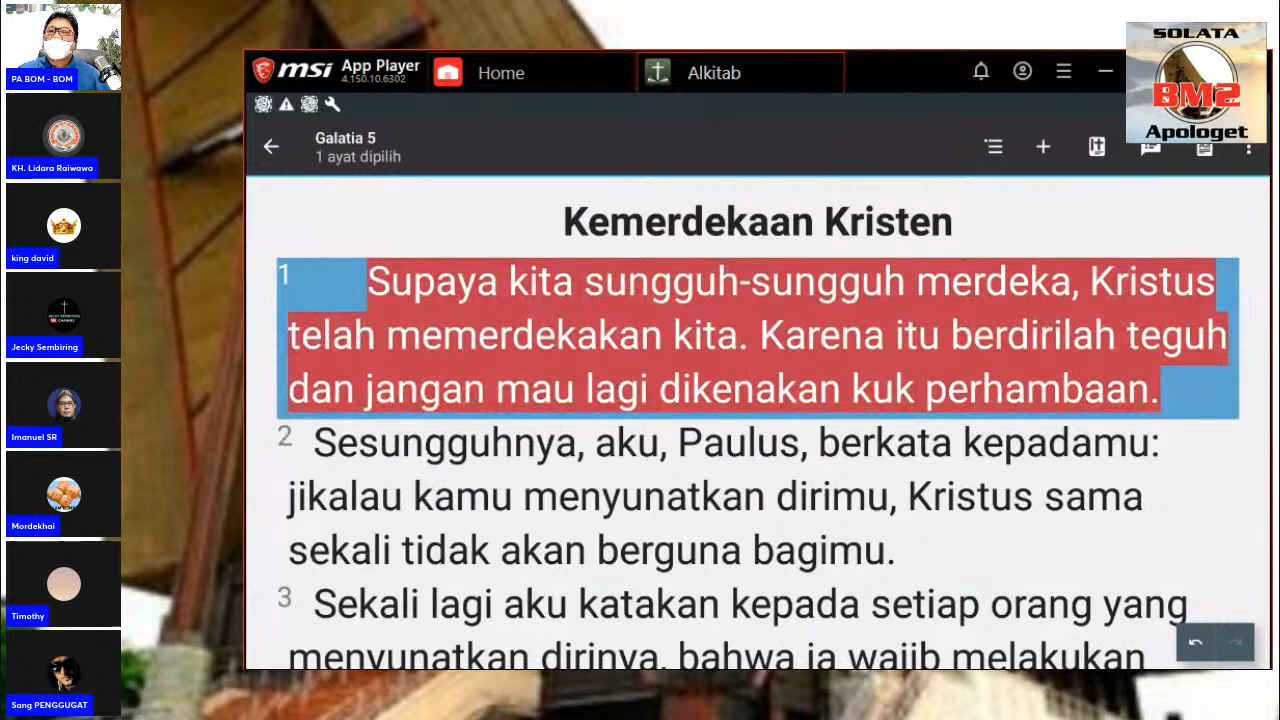 PA BOM - BOM
KH. Lidara Raiwawa
king david
Jecky Sembiring
Imanuel SR
Mordekhai
Timothy
Sang PENGGUGAT
msi App Player
4.150.10.6302
Home
Alkitab
SOLATA
BM2
Apologet
Galatia 5
1 ayat dipilih
Kemerdekaan Kristen
1 Supaya kita sungguh-sungguh merdeka, Kristus
telah memerdekakan kita. Karena itu berdirilah teguh
dan jangan mau lagi dikenakan kuk perhambaan.
2 Sesungguhnya, aku, Paulus, berkata kepadamu:
jikalau kamu menyunatkan dirimu, Kristus sama
sekali tidak akan berguna bagimu.
3 Sekali lagi aku katakan kepada setiap orang yang
menyunatkan dirinya, bahwa ia wajib melakukan